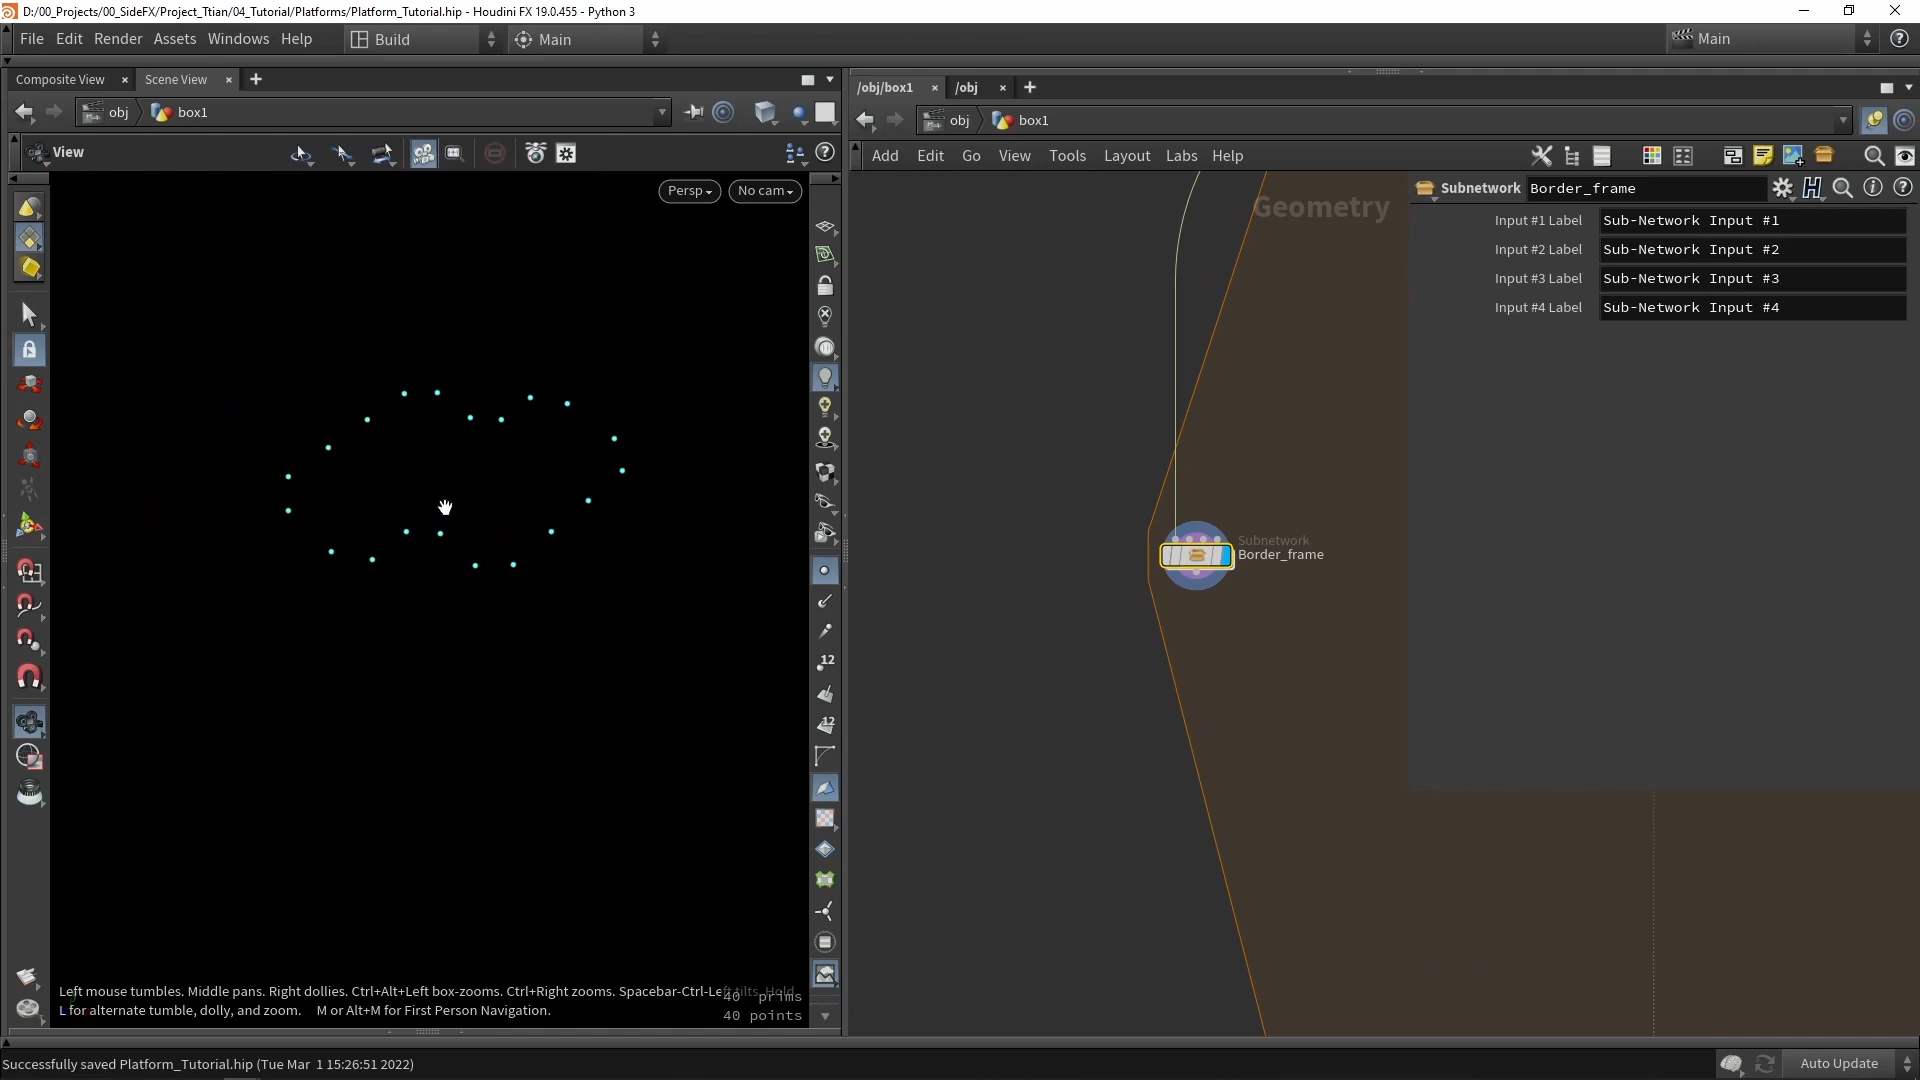 D:/00_Projects/00_SideFX/Project_Ttian/04_Tutorial/Platforms/Platform_Tutorial.hip - Houdini FX 19.0.455 - Python 3
File Edit Render Assets Windows Help Build Main Main
Composite View Scene View
/obj/box1 /obj
obj box1
obj box1
View
Add Edit Go View Tools Layout Labs Help
Persp No cam
Geometry
Subnetwork Border_frame
Input #1 Label Sub-Network Input #1
Input #2 Label Sub-Network Input #2
Input #3 Label Sub-Network Input #3
Input #4 Label Sub-Network Input #4
Subnetwork
Border_frame
12
12
Left mouse tumbles. Middle pans. Right dollies. Ctrl+Alt+Left box-zooms. Ctrl+Right zooms. Spacebar-Ctrl-Left tilts. Hold
L for alternate tumble, dolly, and zoom. M or Alt+M for First Person Navigation.
40 prims
40 points
Successfully saved Platform_Tutorial.hip (Tue Mar 1 15:26:51 2022)
Auto Update